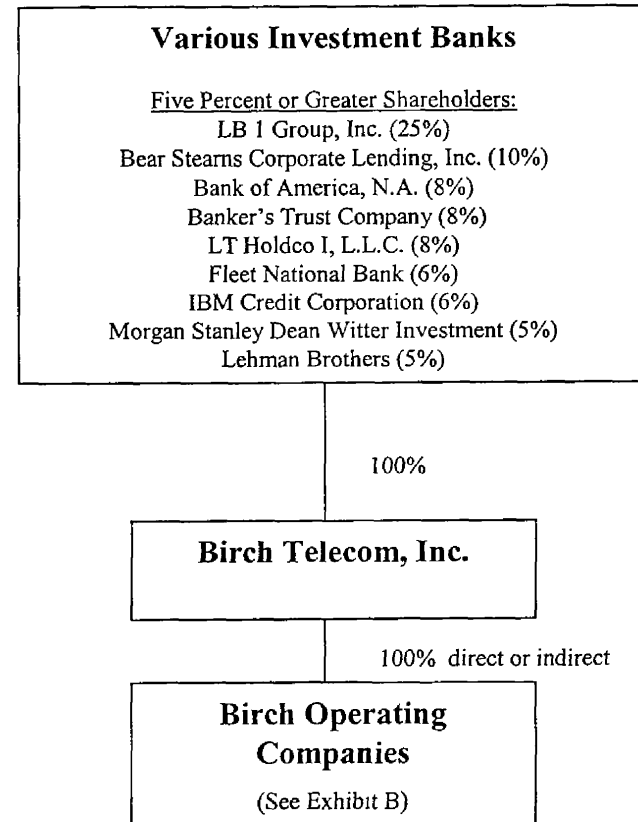 Various Investment Banks
Five Percent or Greater Shareholders:
LB 1 Group, Inc. (25%)
Bear Stearns Corporate Lending, Inc. (10%)
Bank of America, N.A. (8%)
Banker's Trust Company (8%)
LT Holdco I, L.L.C. (8%)
Fleet National Bank (6%)
IBM Credit Corporation (6%)
Morgan Stanley Dean Witter Investment (5%)
Lehman Brothers (5%)
100%
Birch Telecom, Inc.
100% direct or indirect
Birch Operating
Companies
(See Exhibit B)